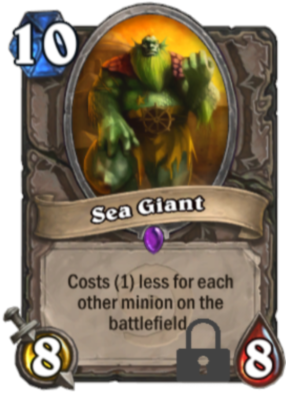 10
Sea Giant
Costs (1) less for each
other minion on the
battlefield
8
8